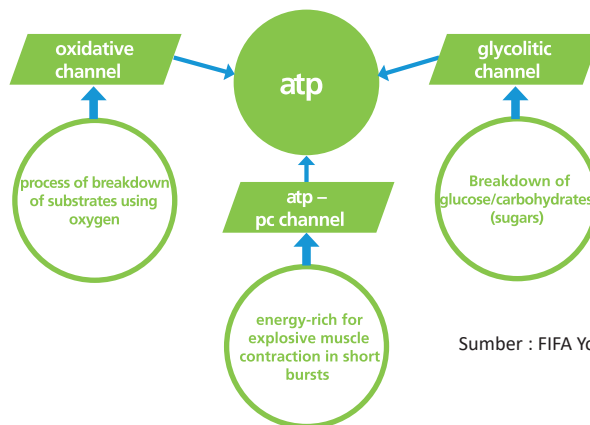 oxidative
channel
atp
glycolitic
channel
process of breakdown
of substrates using
oxygen
atp –
pc channel
Breakdown of
glucose/carbohydrates
(sugars)
energy-rich for
explosive muscle
contraction in short
bursts
Sumber : FIFA